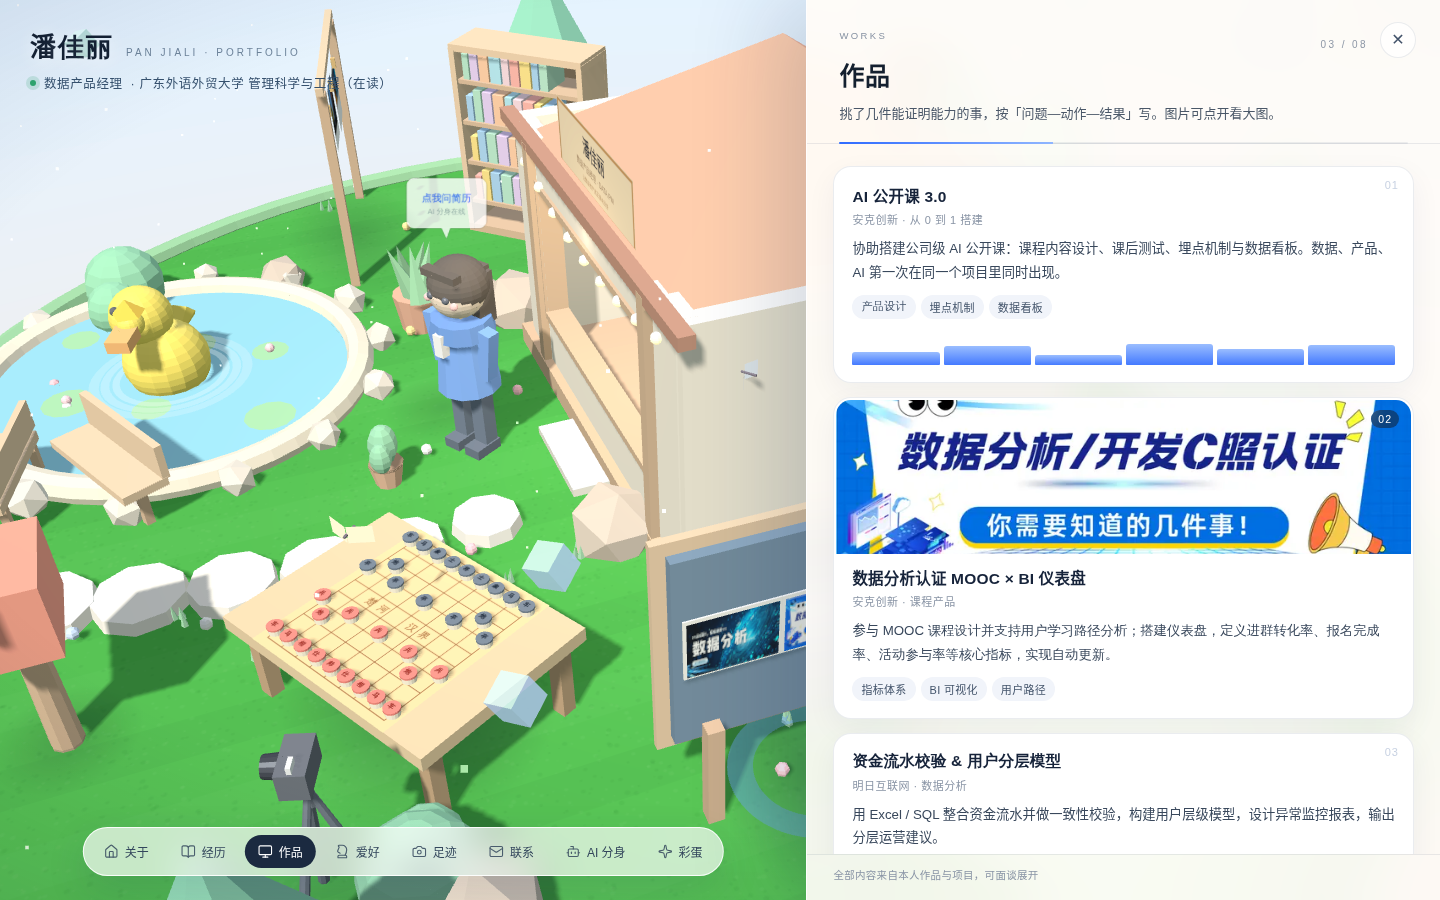 潘佳丽 PAN JIALI · PORTFOLIO
数据产品经理 · 广东外语外贸大学 管理科学与工程（在读）
点我问简历
AI 分身在线
潘佳丽
楚 河
汉 界
数据分析
关于
经历
作品
爱好
足迹
联系
AI 分身
彩蛋
WORKS
03 / 08
作品
挑了几件能证明能力的事，按「问题—动作—结果」写。图片可点开看大图。
01
AI 公开课 3.0
安克创新 · 从 0 到 1 搭建
协助搭建公司级 AI 公开课：课程内容设计、课后测试、埋点机制与数据看板。数据、产品、
AI 第一次在同一个项目里同时出现。
产品设计
埋点机制
数据看板
02
数据分析/开发C照认证
你需要知道的几件事！
数据分析认证 MOOC × BI 仪表盘
安克创新 · 课程产品
参与 MOOC 课程设计并支持用户学习路径分析；搭建仪表盘，定义进群转化率、报名完成
率、活动参与率等核心指标，实现自动更新。
指标体系
BI 可视化
用户路径
03
资金流水校验 & 用户分层模型
明日互联网 · 数据分析
用 Excel / SQL 整合资金流水并做一致性校验，构建用户层级模型，设计异常监控报表，输出
分层运营建议。
全部内容来自本人作品与项目，可面谈展开